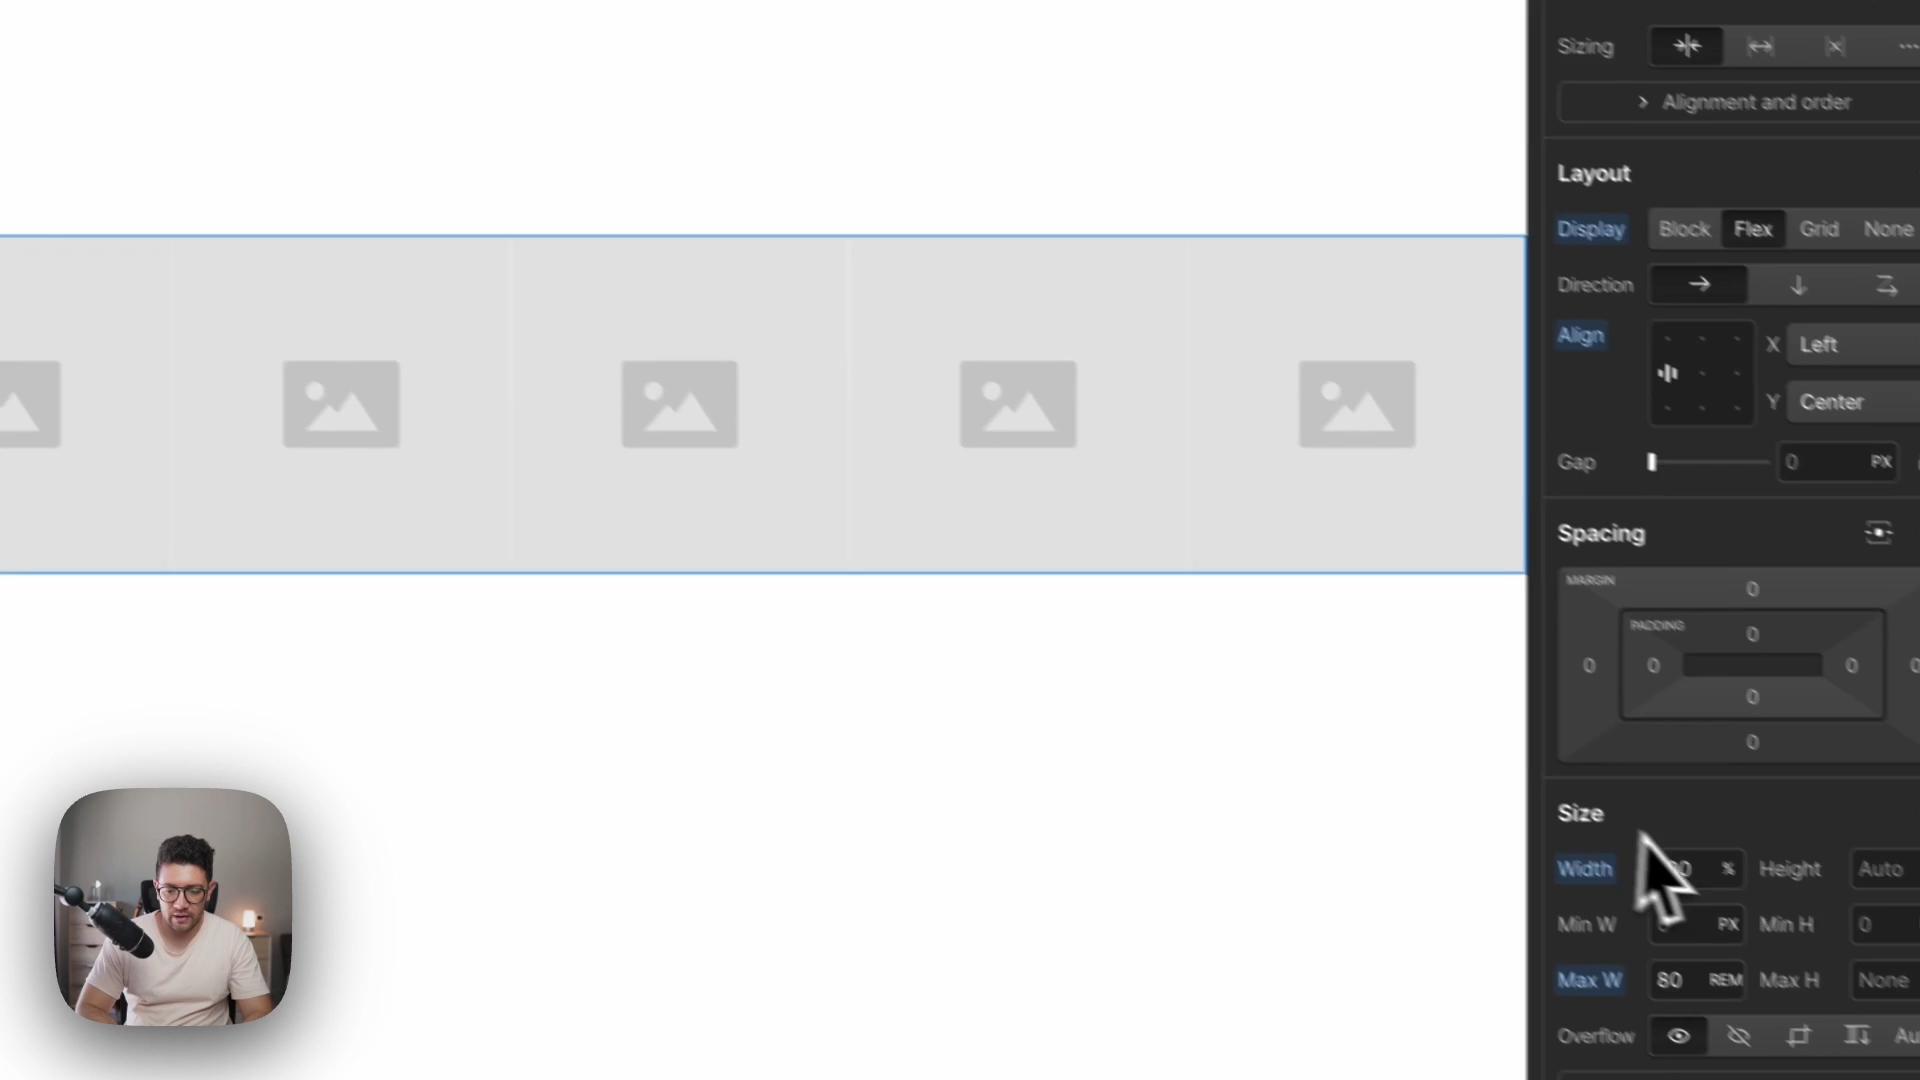 Sizing
Alignment and order
Layout
Display Block Flex Grid None
Direction
Align X Left
Y Center
Gap 0 PX
Spacing
MARGIN 0
PADDING 0
0 0 0
0
0
Size
Width % Height Auto
Min W PX Min H 0
Max W 80 REM Max H None
Overflow